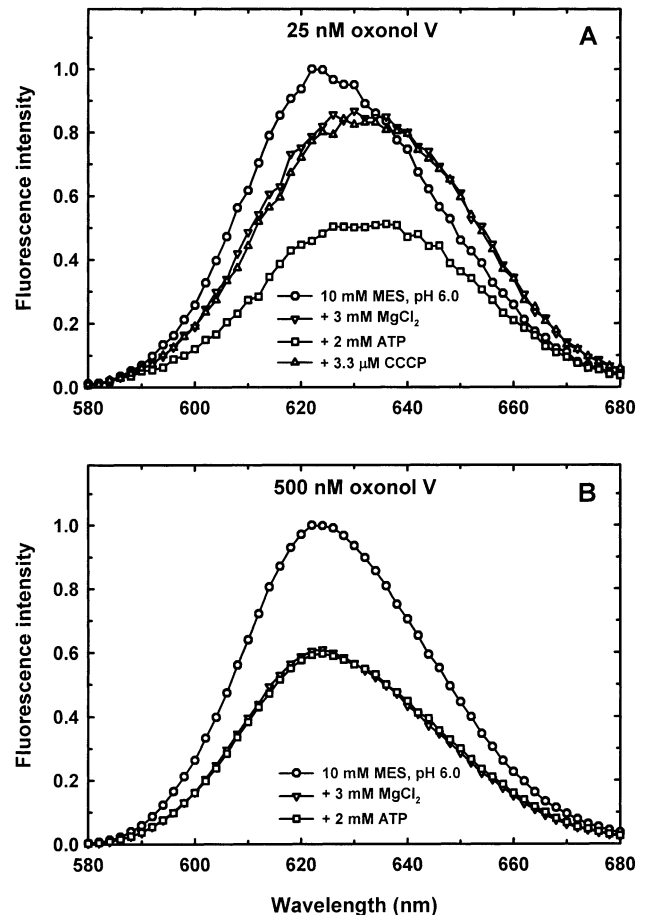 25 nM oxonol V
A
1.0
0.8
0.6
0.4
0.2
0.0
Fluorescence intensity
10 mM MES, pH 6.0
+ 3 mM MgCl₂
+ 2 mM ATP
+ 3.3 µM CCCP
580 600 620 640 660 680
500 nM oxonol V
B
1.0
0.8
0.6
0.4
0.2
0.0
Fluorescence intensity
10 mM MES, pH 6.0
+ 3 mM MgCl₂
+ 2 mM ATP
580 600 620 640 660 680
Wavelength (nm)